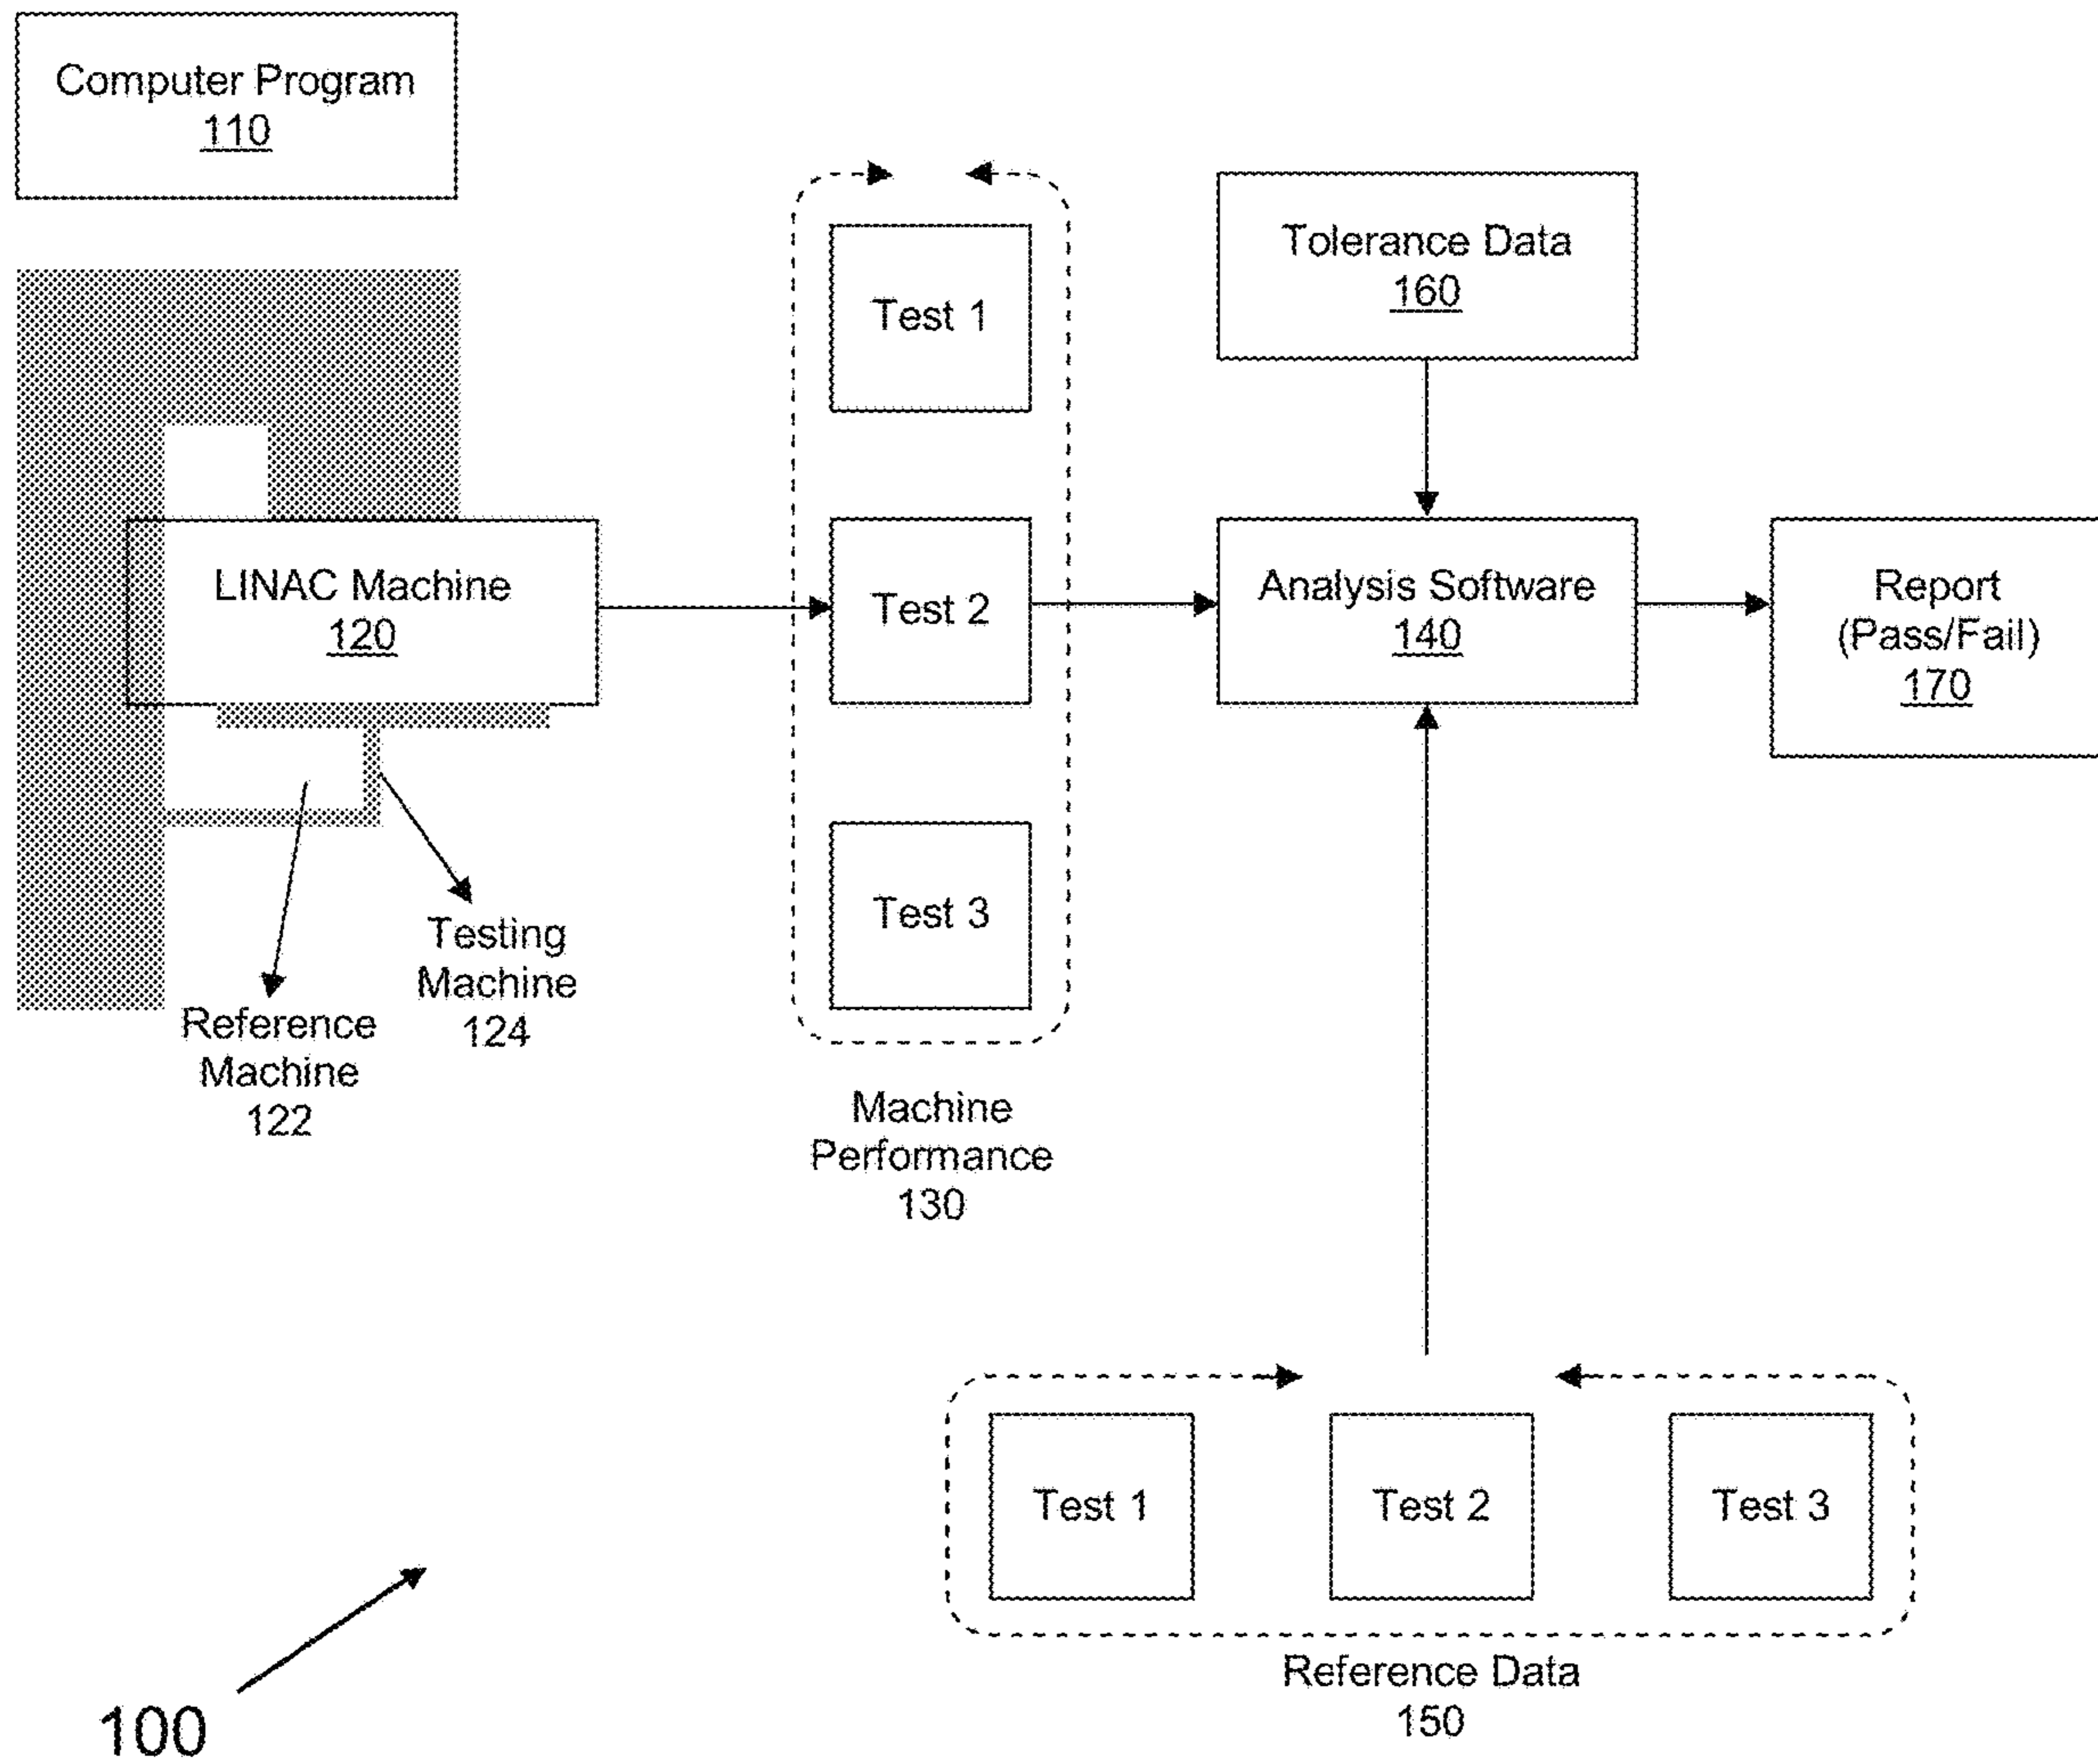 Computer Program
110
Test 1
Tolerance Data
160
LINAC Machine
120
Test 2
Analysis Software
140
Report
(Pass/Fail)
170
Test 3
Testing
Machine
124
Reference
Machine
122
Machine
Performance
130
Test 1
Test 2
Test 3
Reference Data
150
100